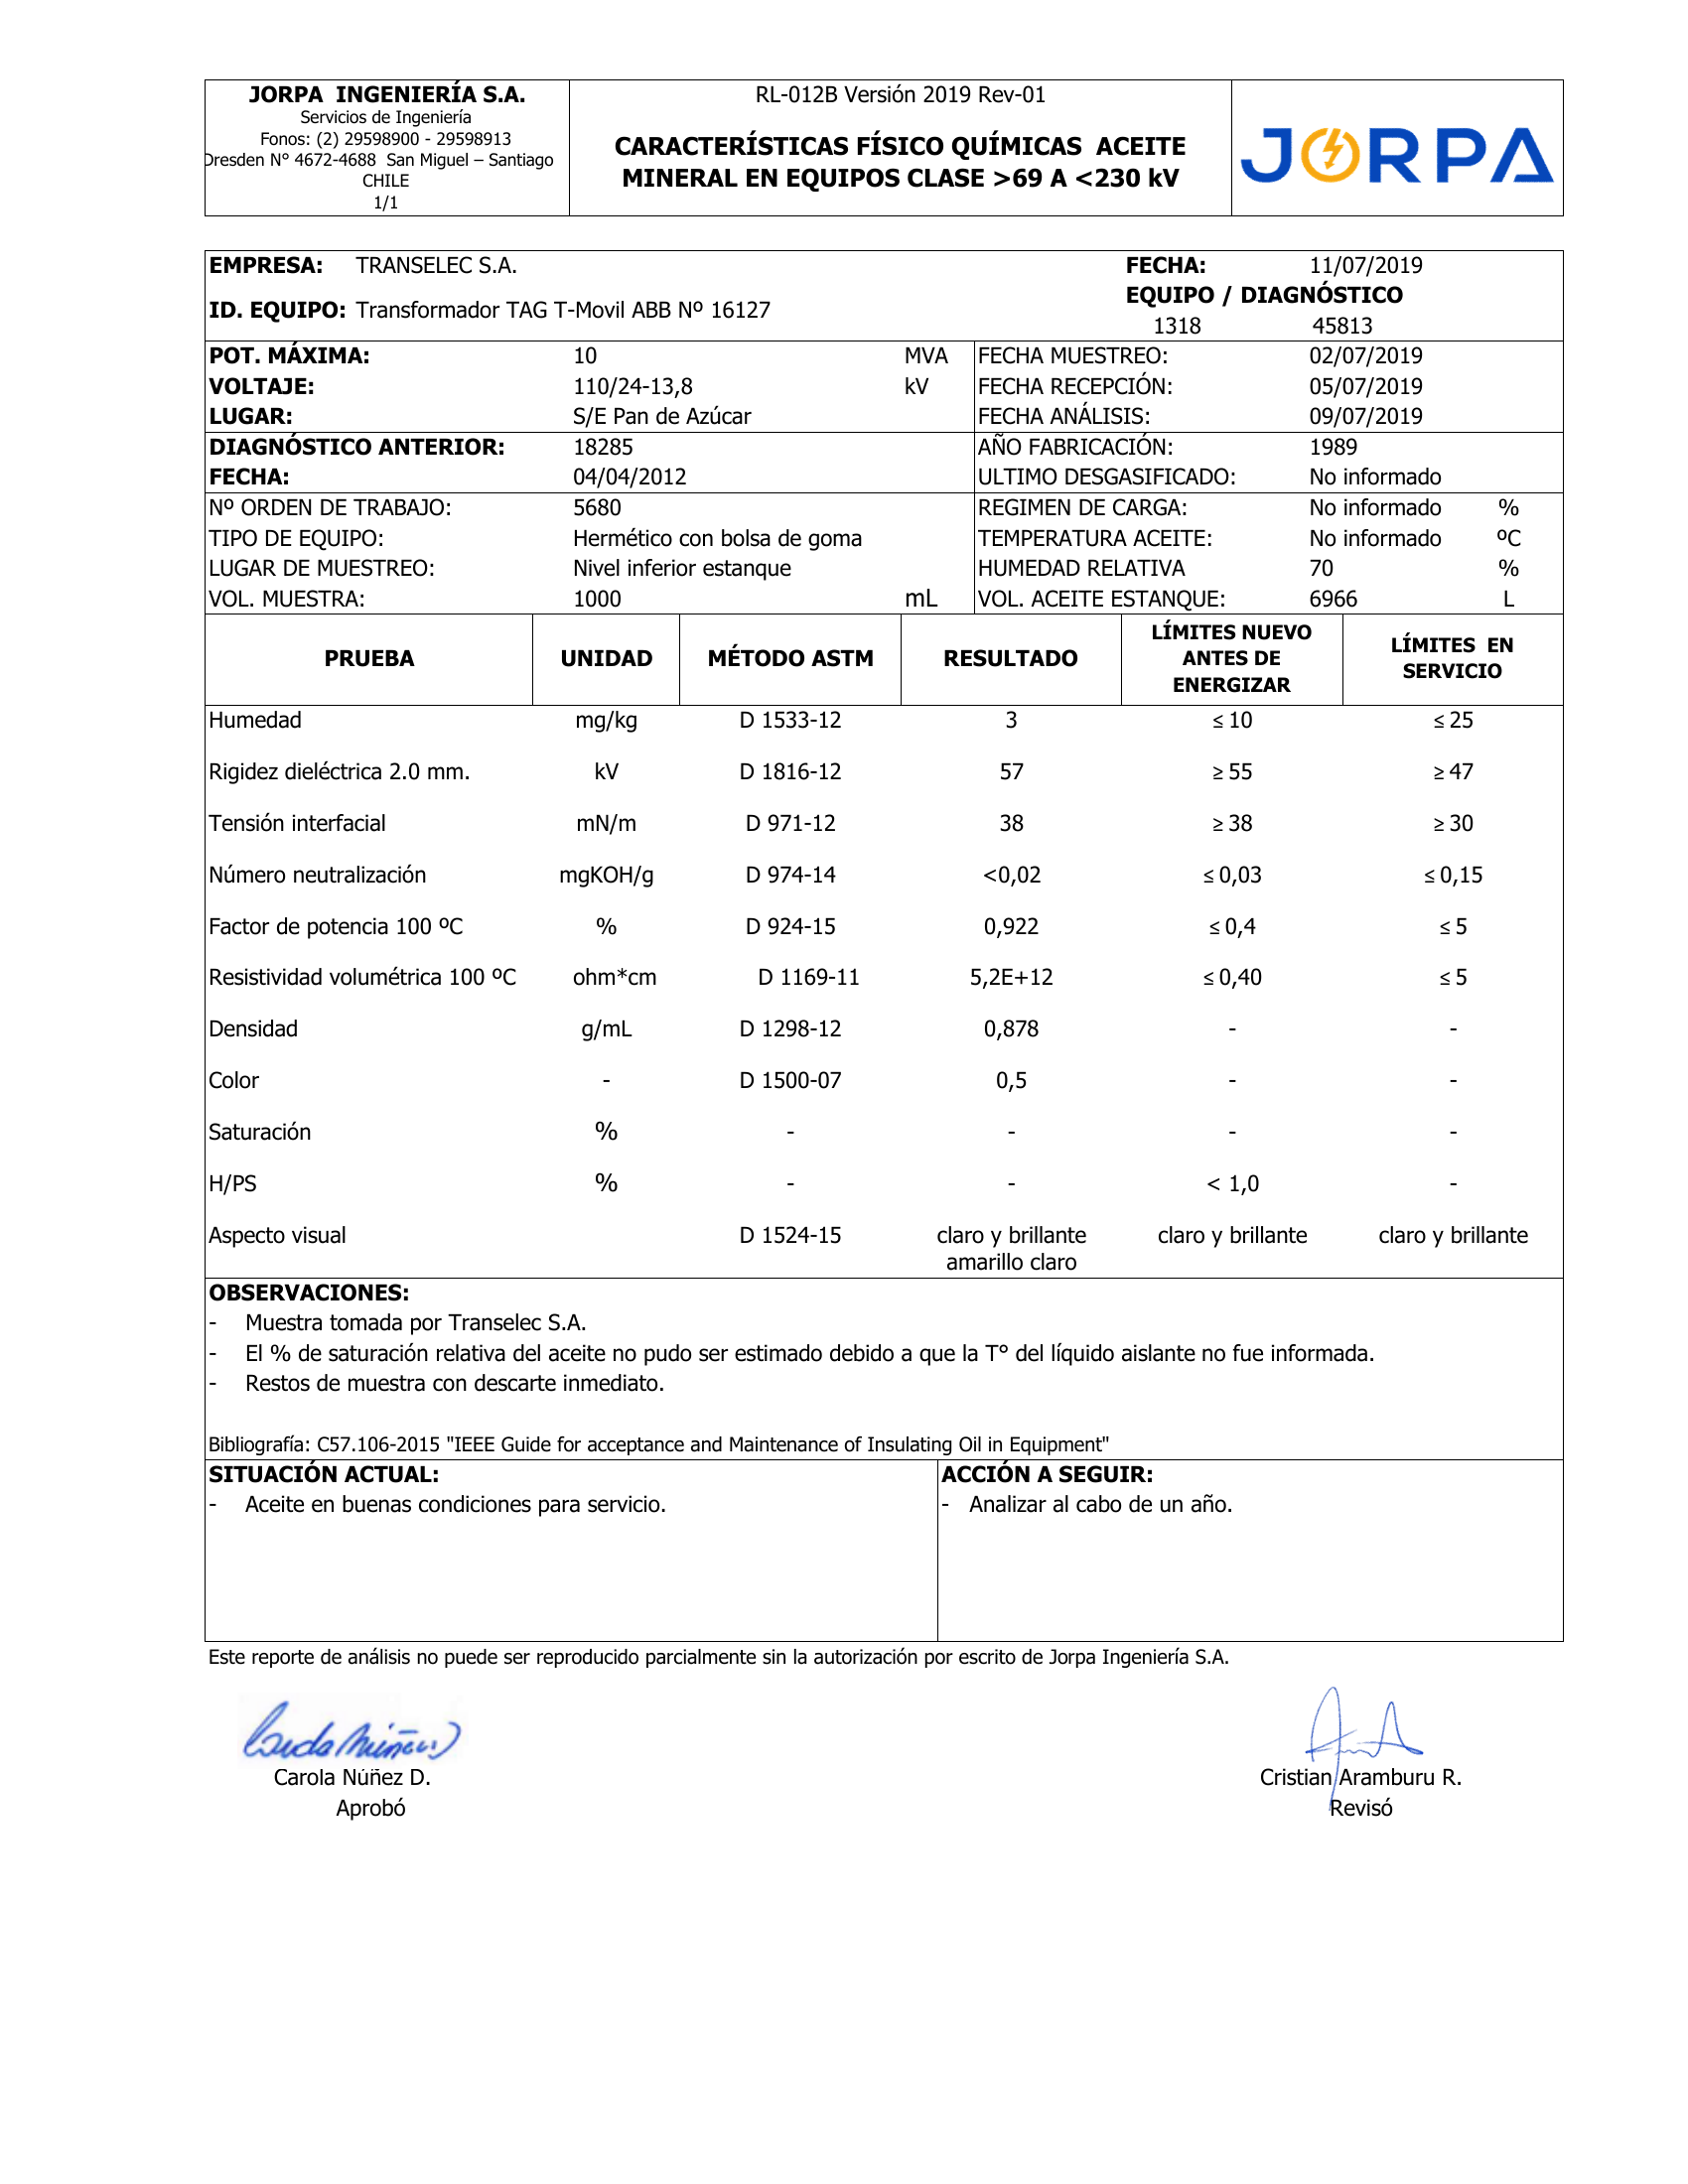 JORPA INGENIERÍA S.A.
Servicios de Ingeniería
Fonos: (2) 29598900 - 29598913
Dresden N° 4672-4688 San Miguel – Santiago
CHILE
1/1
RL-012B Versión 2019 Rev-01
CARACTERÍSTICAS FÍSICO QUÍMICAS ACEITE
MINERAL EN EQUIPOS CLASE >69 A <230 kV
JORPA
EMPRESA: TRANSELEC S.A. FECHA: 11/07/2019
EQUIPO / DIAGNÓSTICO
ID. EQUIPO: Transformador TAG T-Movil ABB Nº 16127
1318 45813
POT. MÁXIMA: 10 MVA FECHA MUESTREO: 02/07/2019
VOLTAJE: 110/24-13,8 kV FECHA RECEPCIÓN: 05/07/2019
LUGAR: S/E Pan de Azúcar FECHA ANÁLISIS: 09/07/2019
DIAGNÓSTICO ANTERIOR: 18285 AÑO FABRICACIÓN: 1989
FECHA: 04/04/2012 ULTIMO DESGASIFICADO: No informado
Nº ORDEN DE TRABAJO: 5680 REGIMEN DE CARGA: No informado %
TIPO DE EQUIPO: Hermético con bolsa de goma TEMPERATURA ACEITE: No informado ºC
LUGAR DE MUESTREO: Nivel inferior estanque HUMEDAD RELATIVA 70 %
VOL. MUESTRA: 1000 mL VOL. ACEITE ESTANQUE: 6966 L
PRUEBA UNIDAD MÉTODO ASTM RESULTADO LÍMITES NUEVO ANTES DE ENERGIZAR LÍMITES EN SERVICIO
Humedad mg/kg D 1533-12 3 ≤ 10 ≤ 25
Rigidez dieléctrica 2.0 mm. kV D 1816-12 57 ≥ 55 ≥ 47
Tensión interfacial mN/m D 971-12 38 ≥ 38 ≥ 30
Número neutralización mgKOH/g D 974-14 <0,02 ≤ 0,03 ≤ 0,15
Factor de potencia 100 ºC % D 924-15 0,922 ≤ 0,4 ≤ 5
Resistividad volumétrica 100 ºC ohm*cm D 1169-11 5,2E+12 ≤ 0,40 ≤ 5
Densidad g/mL D 1298-12 0,878 - -
Color - D 1500-07 0,5 - -
Saturación % - - - -
H/PS % - - < 1,0 -
Aspecto visual D 1524-15 claro y brillante claro y brillante claro y brillante
amarillo claro
OBSERVACIONES:
- Muestra tomada por Transelec S.A.
- El % de saturación relativa del aceite no pudo ser estimado debido a que la T° del líquido aislante no fue informada.
- Restos de muestra con descarte inmediato.
Bibliografía: C57.106-2015 "IEEE Guide for acceptance and Maintenance of Insulating Oil in Equipment"
SITUACIÓN ACTUAL: ACCIÓN A SEGUIR:
- Aceite en buenas condiciones para servicio. - Analizar al cabo de un año.
Este reporte de análisis no puede ser reproducido parcialmente sin la autorización por escrito de Jorpa Ingeniería S.A.
Carola Núñez D. Cristian Aramburu R.
Aprobó Revisó